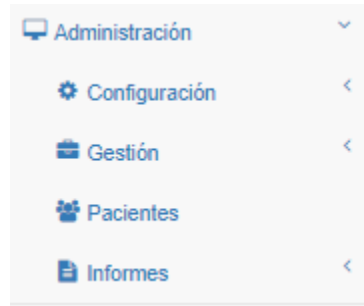 Administración
Configuración
Gestión
Pacientes
Informes